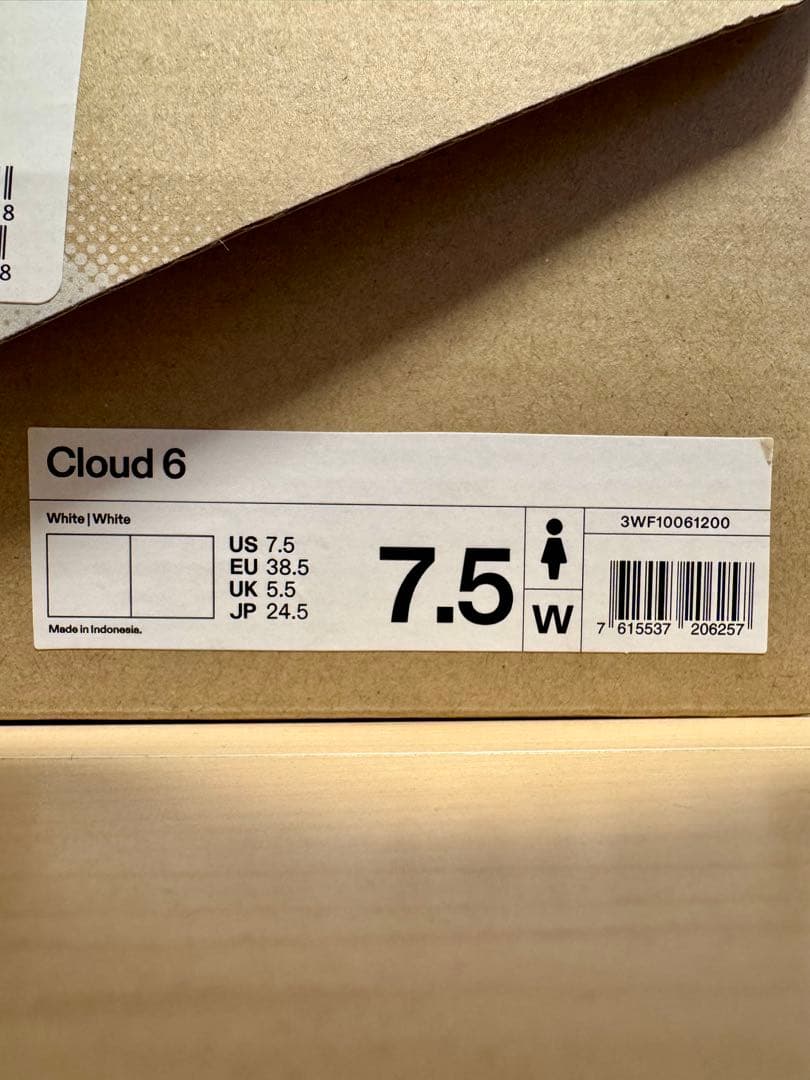 8
8
Cloud 6
White | White
US 7.5
EU 38.5
UK 5.5
JP 24.5
Made in Indonesia.
7.5
W
3WF10061200
7 615537 206257